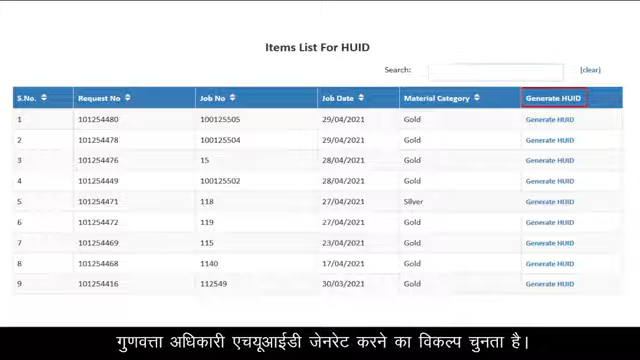 Items List For HUID
Search: [clear]
S.No. Request No Job No Job Date Material Category Generate HUID
1 101254480 100125505 29/04/2021 Gold Generate HUID
2 101254478 100125504 29/04/2021 Gold Generate HUID
3 101254476 15 28/04/2021 Gold Generate HUID
4 101254449 100125502 28/04/2021 Gold Generate HUID
5 101254471 118 27/04/2021 Silver Generate HUID
6 101254472 119 27/04/2021 Gold Generate HUID
7 101254469 115 23/04/2021 Gold Generate HUID
8 101254468 1140 17/04/2021 Gold Generate HUID
9 101254416 112549 30/03/2021 Gold Generate HUID
गुणवत्ता अधिकारी एचयूआईडी जेनरेट करने का विकल्प चुनता है।